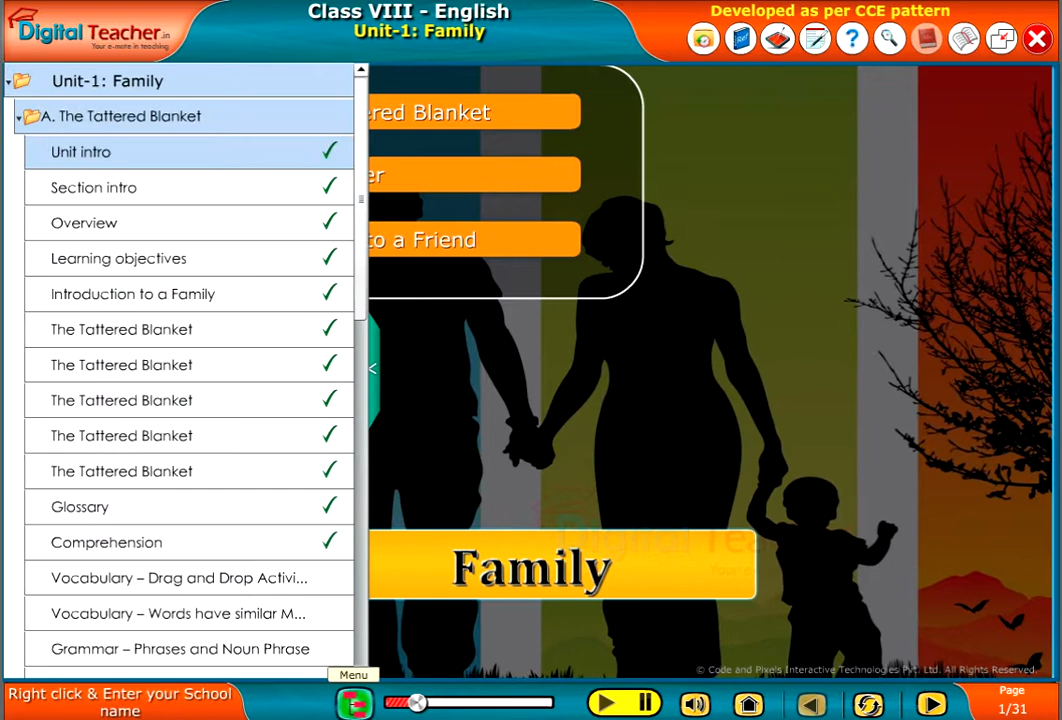 Digital Teacher.in
Your e-mate in teaching
Class VIII - English
Unit-1: Family
Developed as per CCE pattern
Ref
?
Unit-1: Family
A. The Tattered Blanket
Unit intro
Section intro
Overview
Learning objectives
Introduction to a Family
The Tattered Blanket
The Tattered Blanket
The Tattered Blanket
The Tattered Blanket
The Tattered Blanket
Glossary
Comprehension
Vocabulary – Drag and Drop Activi...
Vocabulary – Words have similar M...
Grammar – Phrases and Noun Phrase
ered Blanket
er
to a Friend
<
Digital Tea
Your e-
Family
© Code and Pixels Interactive Technologies Pvt. Ltd. All Rights Reserved.
Menu
Right click & Enter your School
name
Page
1/31